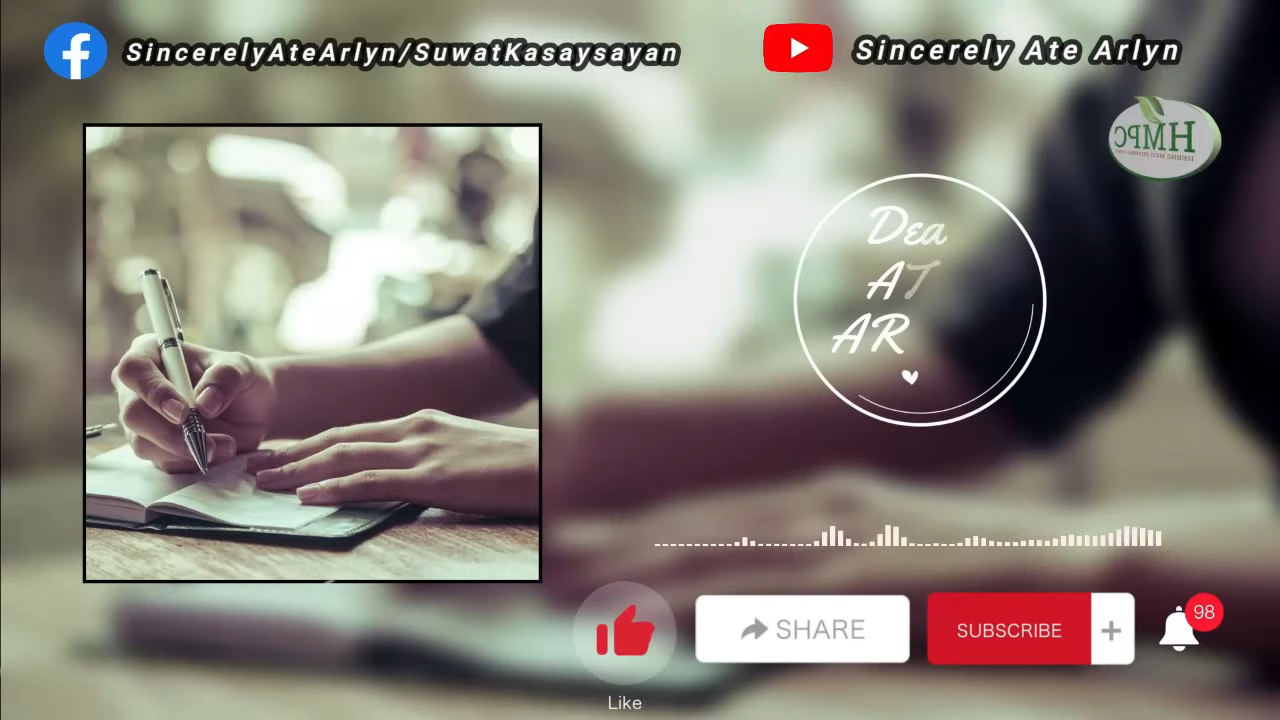 SincerelyAteArlyn/SuwatKasaysayan
Sincerely Ate Arlyn
HMPC
Dea
AT
AR
SHARE
SUBSCRIBE +
98
Like